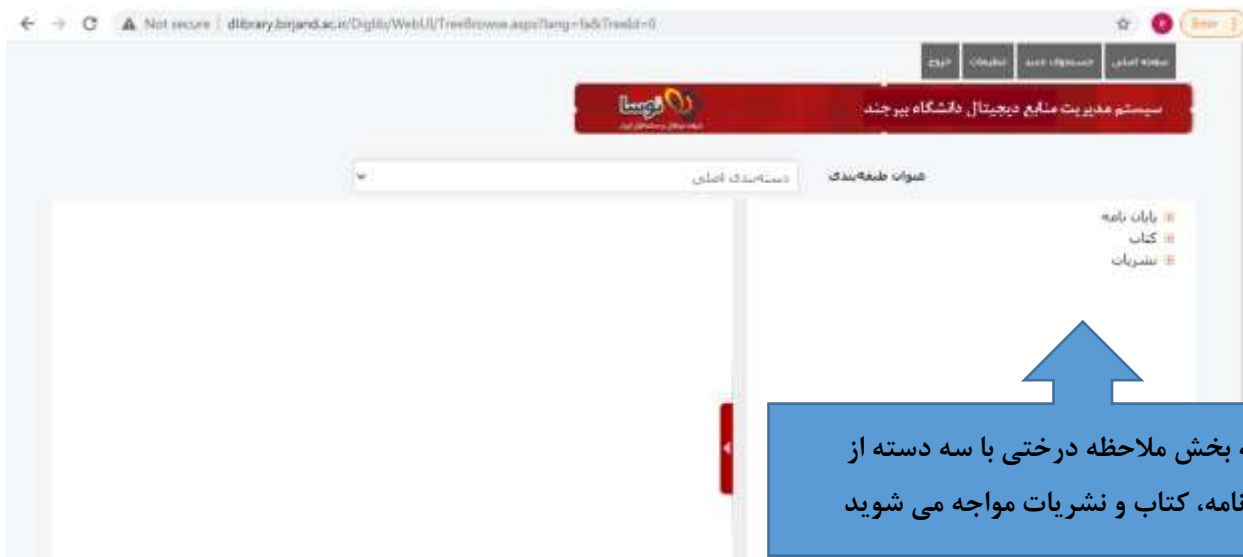 Not secure | dlibrary.birjand.ac.ir/Diglib/WebUI/TreeBrowse.aspx?lang=fa&TreeId=0
Error
صفحه اصلی جستجوی جدید تنظیمات خروج
سیستم مدیریت منابع دیجیتال دانشگاه بیرجند
نوسا
عنوان طبقه‌بندی دسته‌بندی اصلی
پایان نامه
کتاب
نشریات
بخش ملاحظه درختی با سه دسته از
نامه، کتاب و نشریات مواجه می شوید